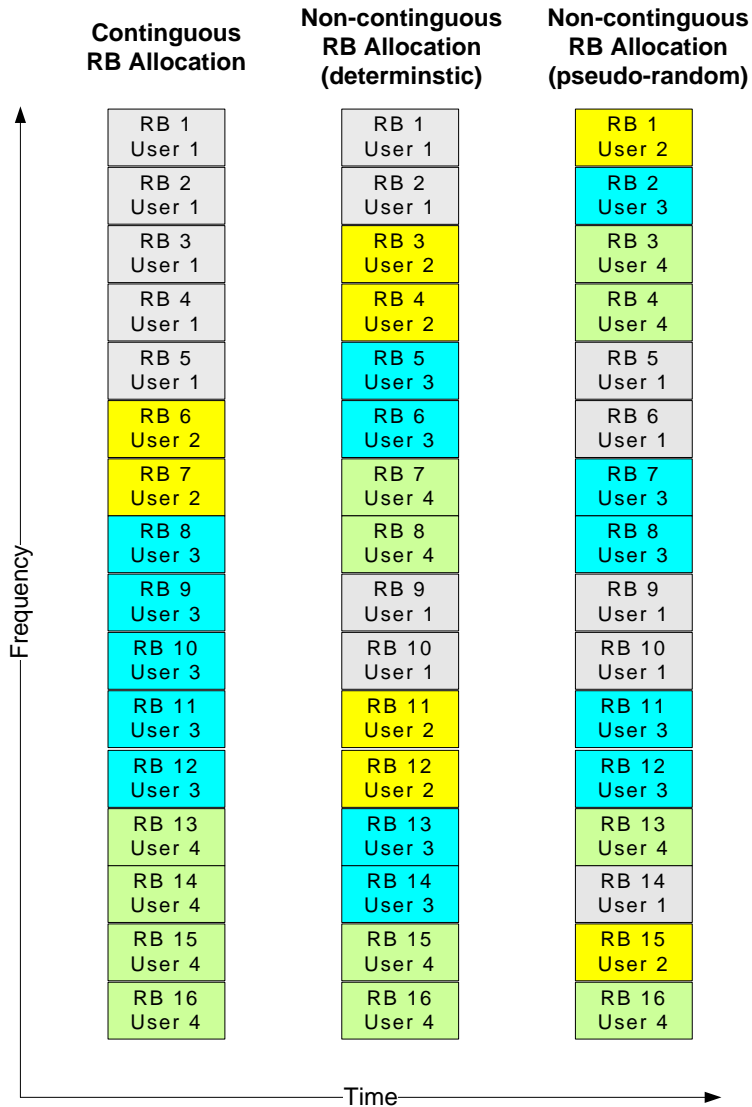 Continguous
RB Allocation
Non-continguous
RB Allocation
(determinstic)
Non-continguous
RB Allocation
(pseudo-random)
Frequency
RB 1
User 1
RB 2
User 1
RB 3
User 1
RB 4
User 1
RB 5
User 1
RB 6
User 2
RB 7
User 2
RB 8
User 3
RB 9
User 3
RB 10
User 3
RB 11
User 3
RB 12
User 3
RB 13
User 4
RB 14
User 4
RB 15
User 4
RB 16
User 4
RB 1
User 1
RB 2
User 1
RB 3
User 2
RB 4
User 2
RB 5
User 3
RB 6
User 3
RB 7
User 4
RB 8
User 4
RB 9
User 1
RB 10
User 1
RB 11
User 2
RB 12
User 2
RB 13
User 3
RB 14
User 3
RB 15
User 4
RB 16
User 4
RB 1
User 2
RB 2
User 3
RB 3
User 4
RB 4
User 4
RB 5
User 1
RB 6
User 1
RB 7
User 3
RB 8
User 3
RB 9
User 1
RB 10
User 1
RB 11
User 3
RB 12
User 3
RB 13
User 4
RB 14
User 1
RB 15
User 2
RB 16
User 4
Time